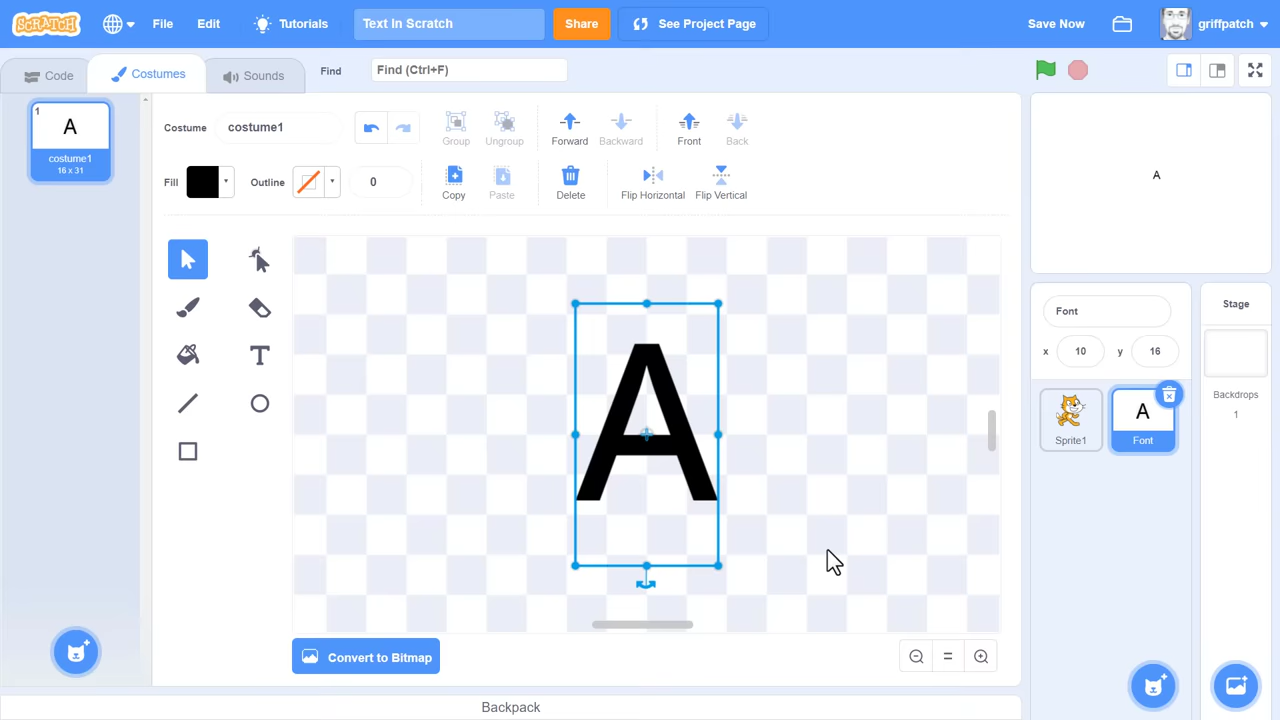 SCRATCH File Edit Tutorials Text In Scratch Share See Project Page Save Now griffpatch
Code Costumes Sounds Find Find (Ctrl+F)
1
A
costume1
16 x 31
Costume costume1 Group Ungroup Forward Backward Front Back
Fill Outline 0 Copy Paste Delete Flip Horizontal Flip Vertical
T
A
Convert to Bitmap
A
Font
x 10 y 16
Sprite1
A
Font
Stage
Backdrops
1
Backpack